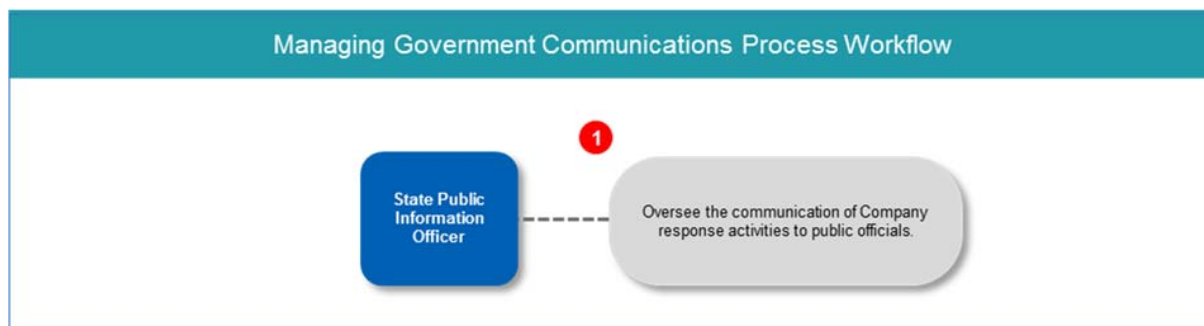 Managing Government Communications Process Workflow
1
State Public
Information
Officer
Oversee the communication of Company
response activities to public officials.